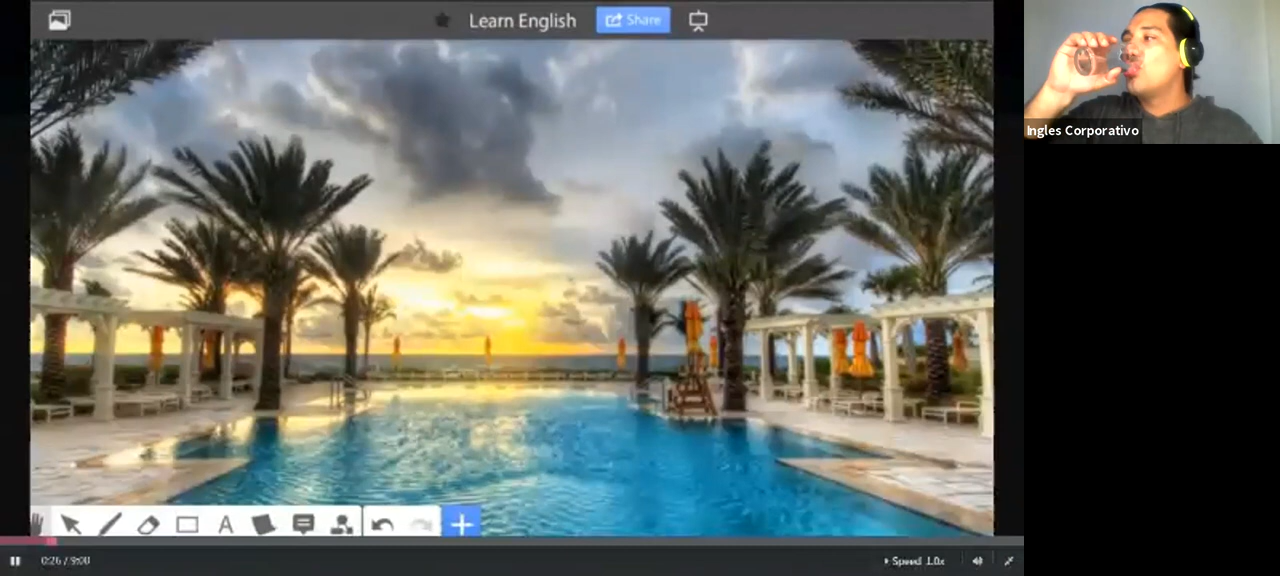 Learn English
Share
Ingles Corporativo
A
0:26 / 9:00
Speed 1.0x